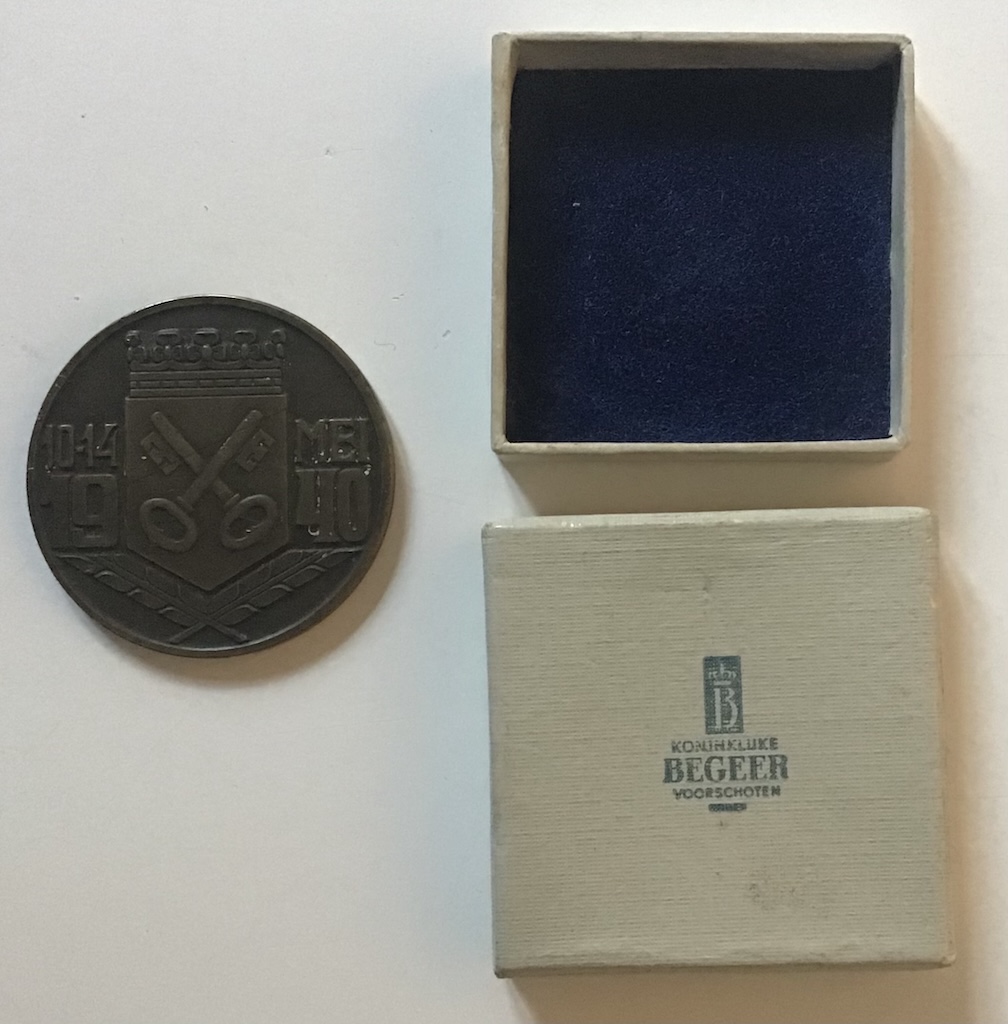 10-14 MEI
19 40
B
KONINKLIJKE
BEGEER
VOORSCHOTEN